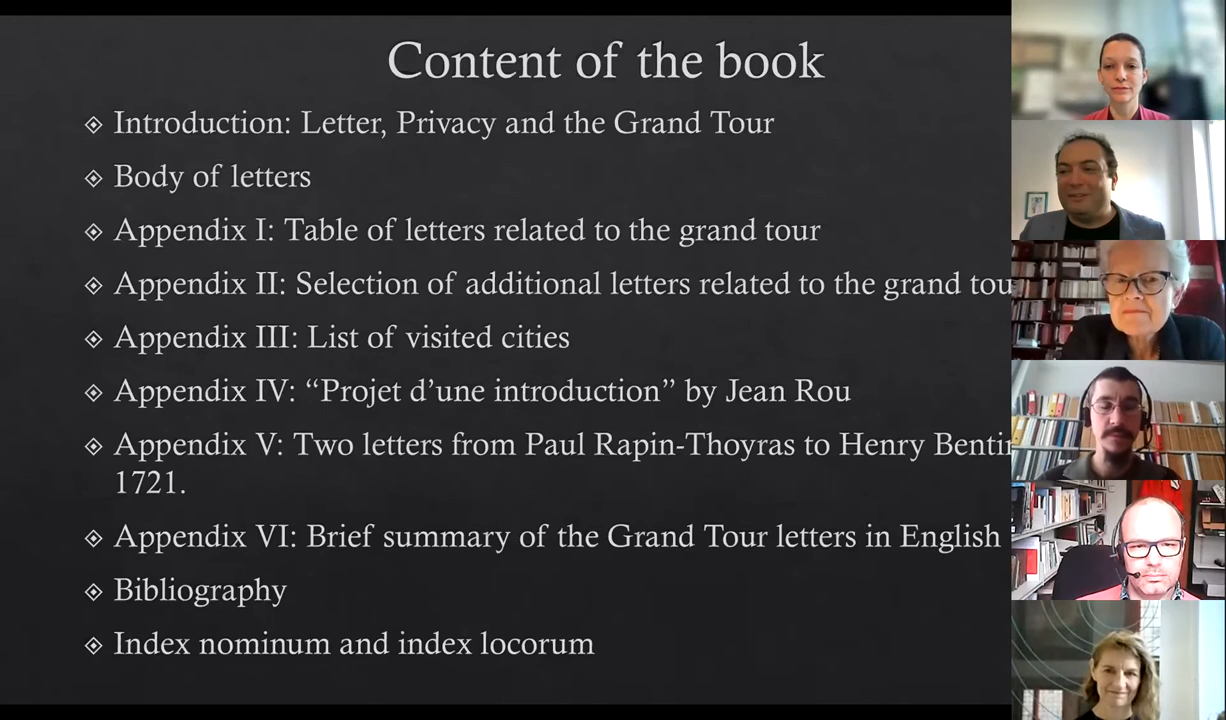 Content of the book
Introduction: Letter, Privacy and the Grand Tour
Body of letters
Appendix I: Table of letters related to the grand tour
Appendix II: Selection of additional letters related to the grand
Appendix III: List of visited cities
Appendix IV: “Projet d’une introduction” by Jean Rou
Appendix V: Two letters from Paul Rapin-Thoyras to Henry
1721.
Appendix VI: Brief summary of the Grand Tour letters in English
Bibliography
Index nominum and index locorum